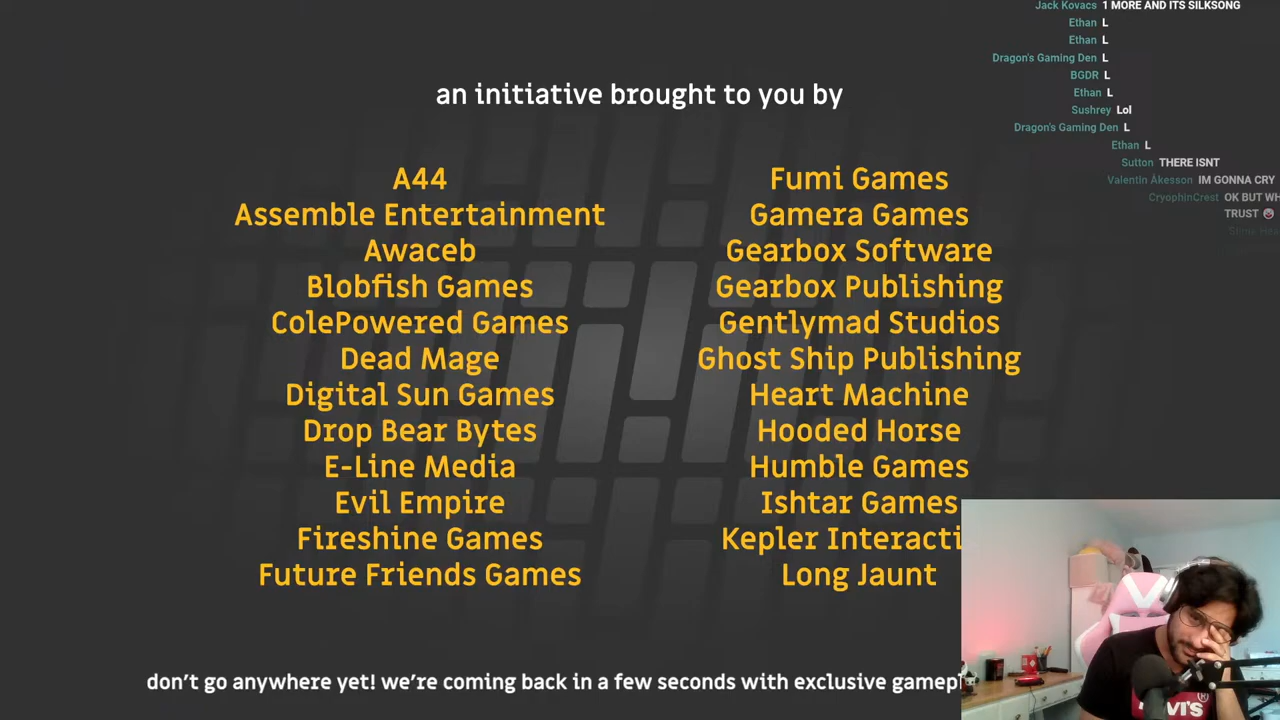 Jack Kovacs 1 MORE AND ITS SILKSONG
Ethan L
Ethan L
Dragon's Gaming Den L
BGDR L
Ethan L
Sushrey Lol
Dragon's Gaming Den L
Ethan L
Sutton THERE ISNT
Valentin Åkesson IM GONNA CRY
CryophinCrest OK BUT WH
TRUST
an initiative brought to you by
A44
Assemble Entertainment
Awaceb
Blobfish Games
ColePowered Games
Dead Mage
Digital Sun Games
Drop Bear Bytes
E-Line Media
Evil Empire
Fireshine Games
Future Friends Games
Fumi Games
Gamera Games
Gearbox Software
Gearbox Publishing
Gentlymad Studios
Ghost Ship Publishing
Heart Machine
Hooded Horse
Humble Games
Ishtar Games
Kepler Interacti
Long Jaunt
don't go anywhere yet! we're coming back in a few seconds with exclusive gamepl
VI'S